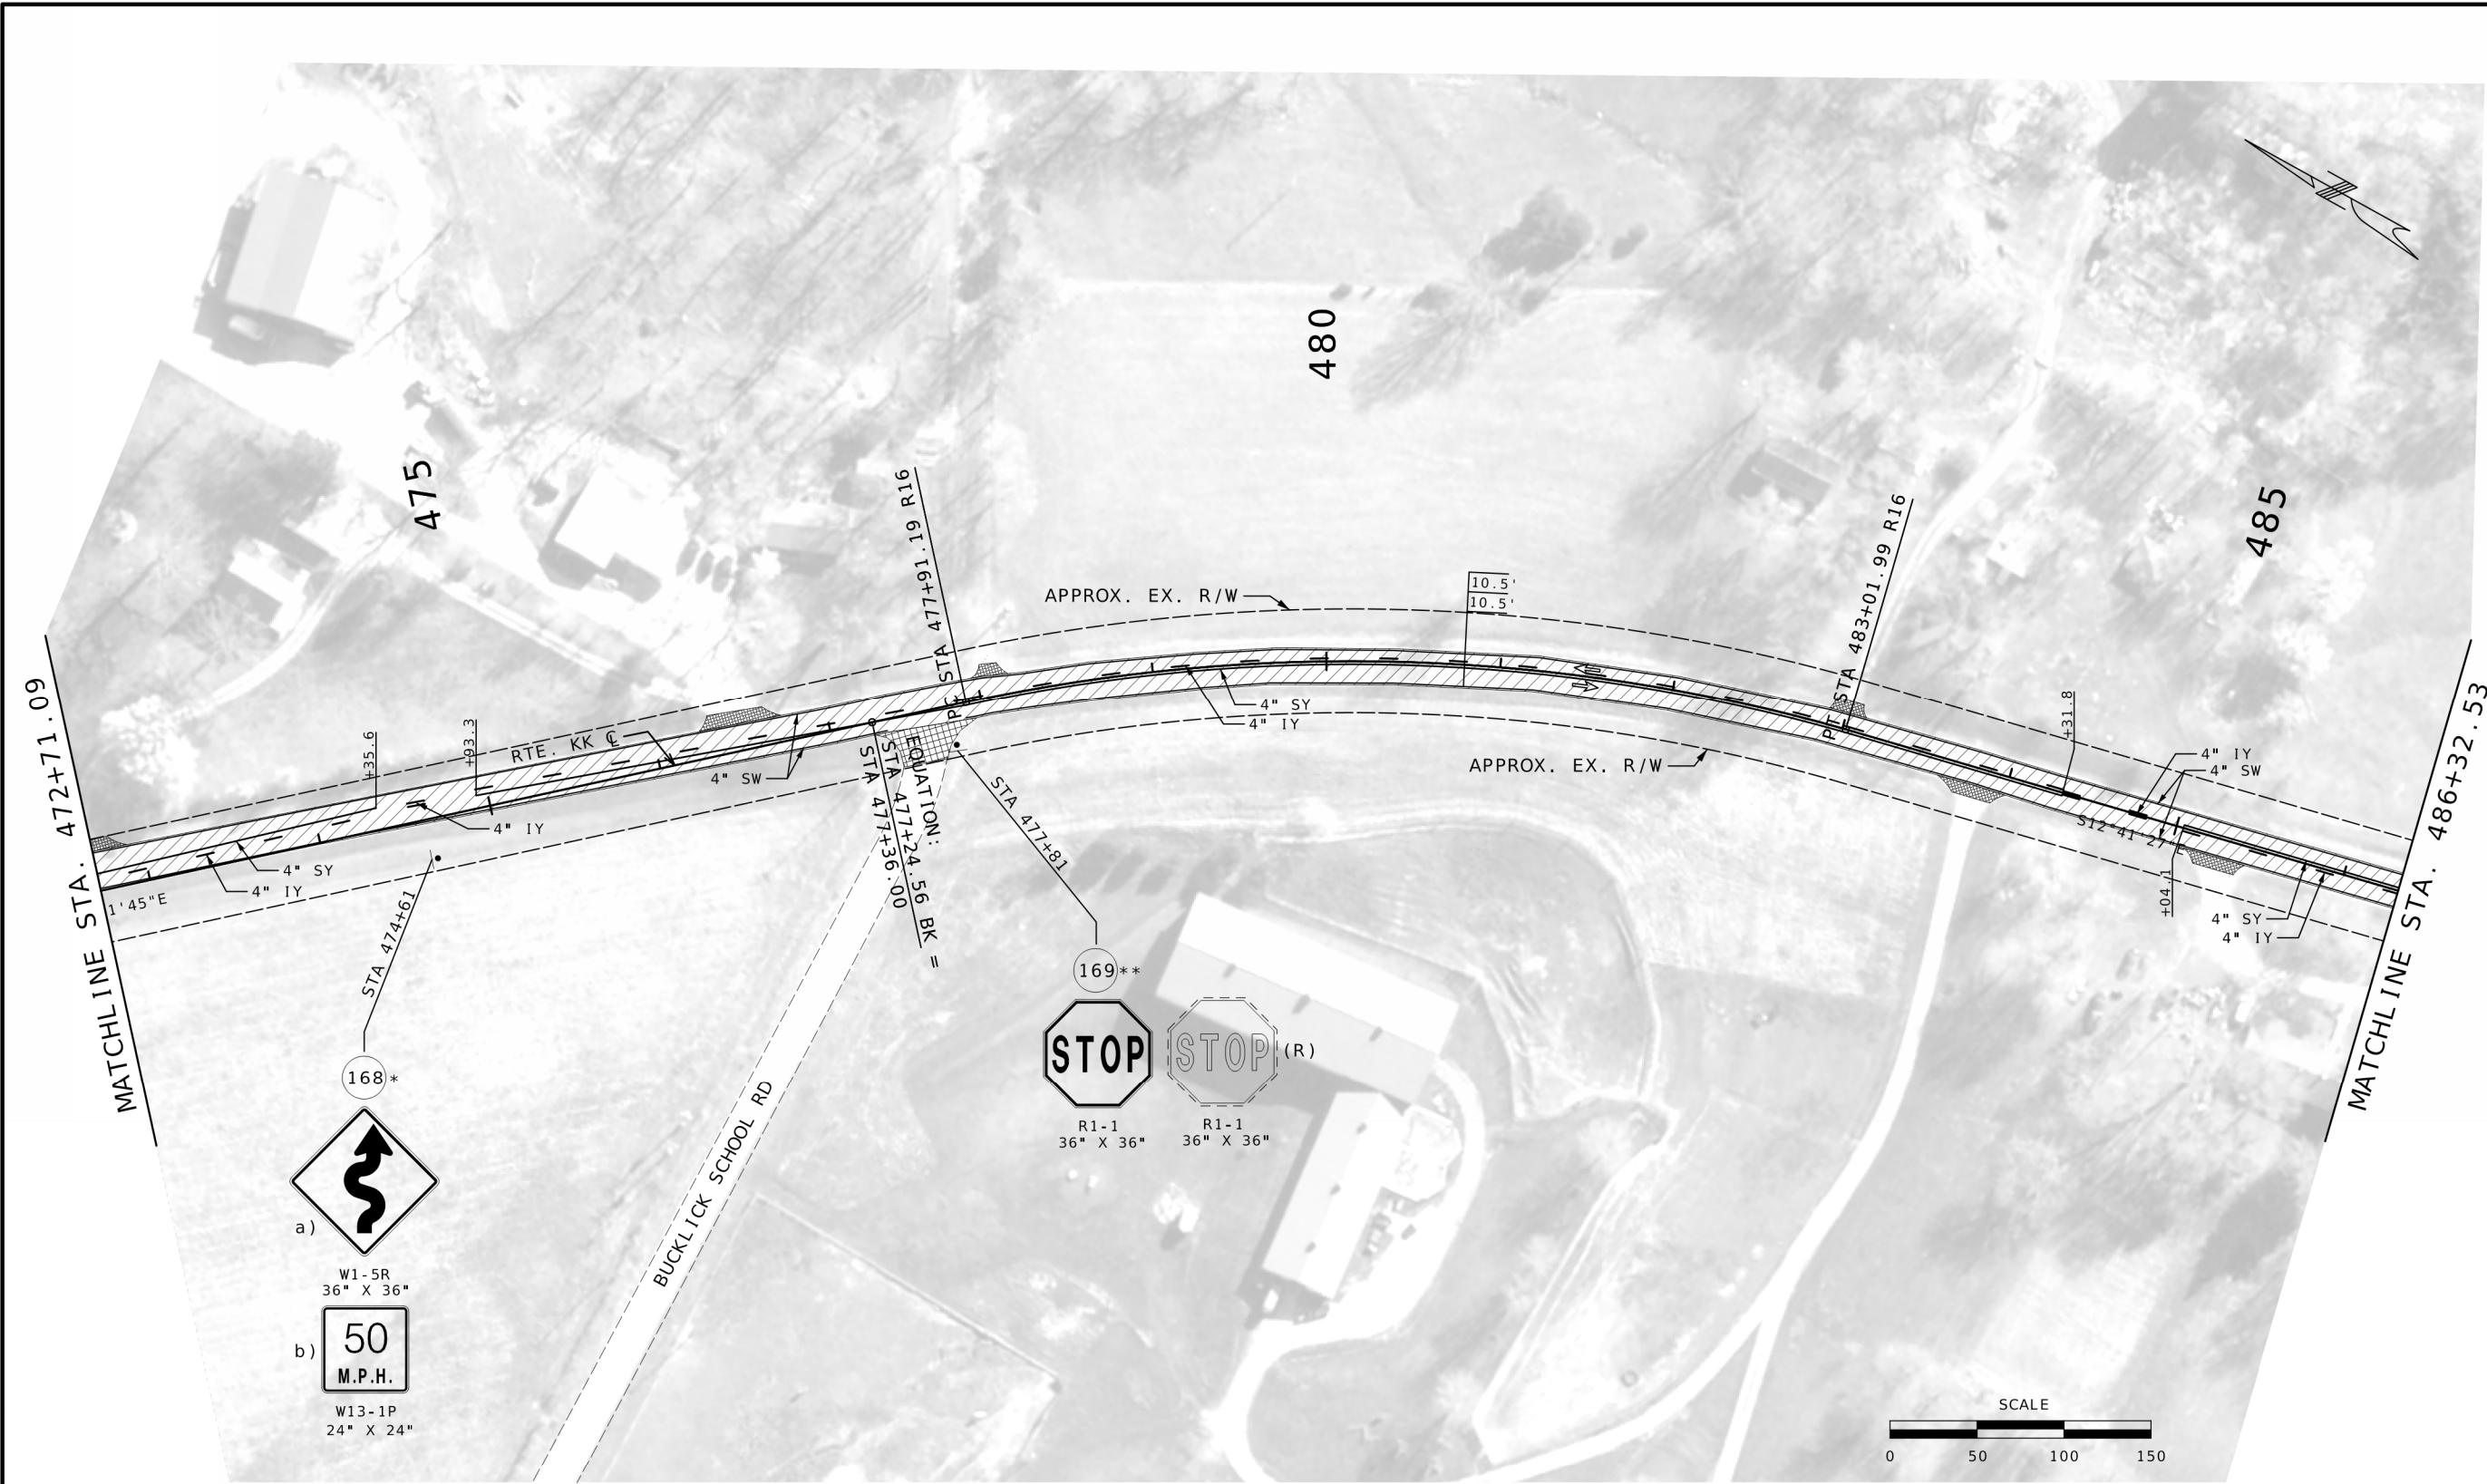 480
475
485
STA 477+91.19 R16
PC
STA 483+01.99 R16
PT
APPROX. EX. R/W
10.5'
10.5'
MATCHLINE STA. 472+71.09
MATCHLINE STA. 486+32.53
+35.6
+93.3
RTE. KK ℄
4" SW
4" SY
4" IY
+31.8
4" IY
4" SW
APPROX. EX. R/W
4" IY
4" SY
4" IY
1'45"E
EQUATION:
STA 477+24.56 BK =
STA 477+36.00
STA 477+81
S12°41'27"E
+04.1
4" SY
4" IY
STA 474+61
169**
STOP
STOP
(R)
R1-1
36" X 36"
R1-1
36" X 36"
168*
a)
W1-5R
36" X 36"
b)
50
M.P.H.
W13-1P
24" X 24"
BUCKLICK SCHOOL RD
SCALE
0 50 100 150